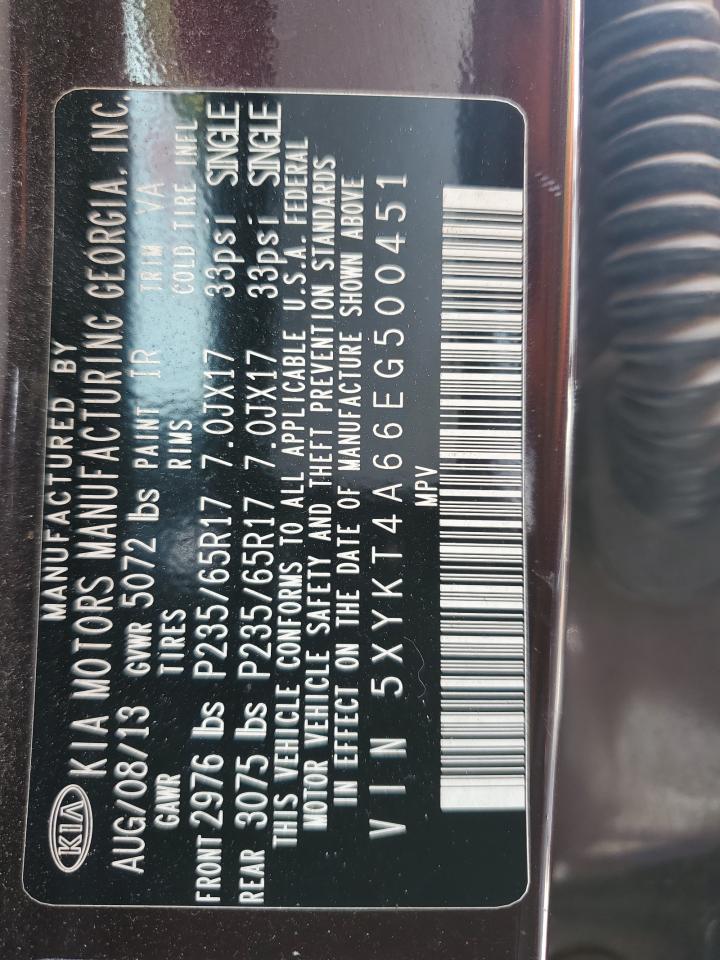 MANUFACTURED BY
KIA KIA MOTORS MANUFACTURING GEORGIA, INC.
AUG/08/13 GVWR 5072 lbs PAINT IR TRIM VA
GAWR TIRES RIMS COLD TIRE INFL
FRONT 2976 lbs P235/65R17 7.0JX17 33psi SINGLE
REAR 3075 lbs P235/65R17 7.0JX17 33psi SINGLE
THIS VEHICLE CONFORMS TO ALL APPLICABLE U.S.A. FEDERAL
MOTOR VEHICLE SAFETY AND THEFT PREVENTION STANDARDS
IN EFFECT ON THE DATE OF MANUFACTURE SHOWN ABOVE
VIN 5XYKT4A66EG500451
MPV